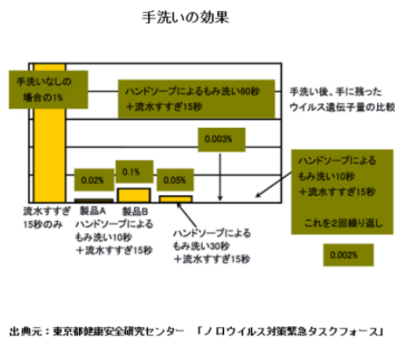 手洗いの効果
手洗いなしの
場合の1%
ハンドソープによるもみ洗い60秒
+流水すすぎ15秒
手洗い後、手に残った
ウイルス遺伝子量の比較
0.003%
0.02%
0.1%
0.05%
ハンドソープによる
もみ洗い10秒
+流水すすぎ15秒
これを2回繰り返し
0.002%
流水すすぎ
15秒のみ
製品A
製品B
ハンドソープによる
もみ洗い10秒
+流水すすぎ15秒
ハンドソープによる
もみ洗い30秒
+流水すすぎ15秒
出典元:東京都健康安全研究センター 「ノロウイルス対策緊急タスクフォース」